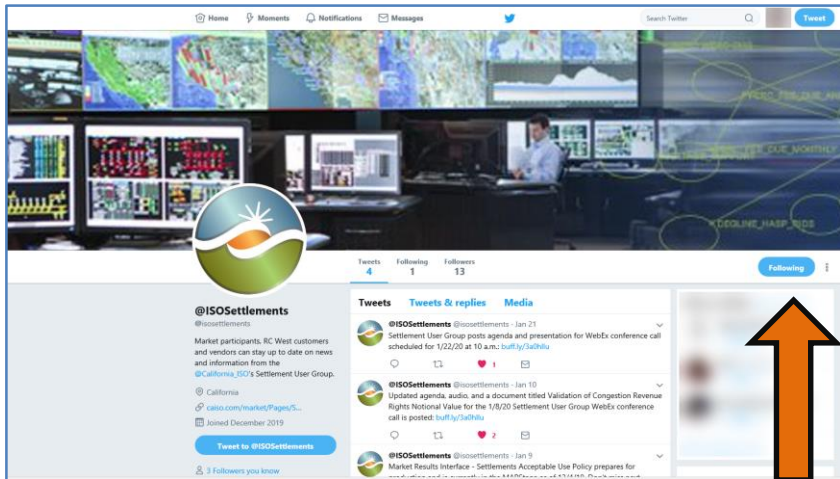 Home Moments Notifications Messages Search Twitter Tweet
Tweets Following Followers
4 1 13
Following
@ISOSettlements
@isosettlements
Market participants, RC West customers
and vendors can stay up to date on news
and information from the
@California_ISO's Settlement User Group.
California
caiso.com/market/Pages/S...
Joined December 2019
Tweet to @ISOSettlements
3 Followers you know
Tweets Tweets & replies Media
@ISOSettlements @isosettlements · Jan 21
Settlement User Group posts agenda and presentation for WebEx conference call
scheduled for 1/22/20 at 10 a.m.: buff.ly/3a0hllu
1
@ISOSettlements @isosettlements · Jan 10
Updated agenda, audio, and a document titled Validation of Congestion Revenue
Rights Notional Value for the 1/8/20 Settlement User Group WebEx conference
call is posted: buff.ly/3a0hllu
2
@ISOSettlements @isosettlements · Jan 9
Market Results Interface - Settlements Acceptable Use Policy prepares for